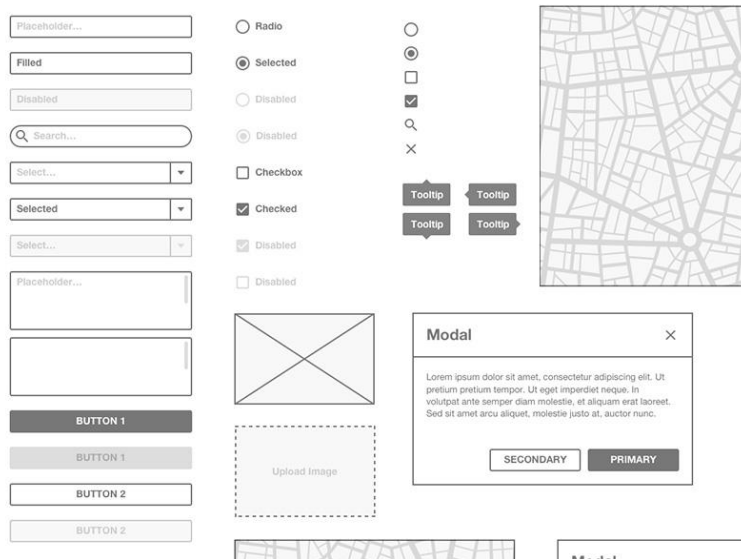 Placeholder...
Filled
Disabled
Search...
Select...
Selected
Select...
Placeholder...
BUTTON 1
BUTTON 1
BUTTON 2
BUTTON 2
Radio
Selected
Disabled
Disabled
Checkbox
Checked
Disabled
Disabled
Upload Image
Tooltip
Tooltip
Tooltip
Tooltip
Modal
Lorem ipsum dolor sit amet, consectetur adipiscing elit. Ut
pretium pretium tempor. Ut eget imperdiet neque. In
volutpat ante semper diam molestie, et aliquam erat laoreet.
Sed sit amet arcu aliquet, molestie justo at, auctor nunc.
SECONDARY
PRIMARY
Modal